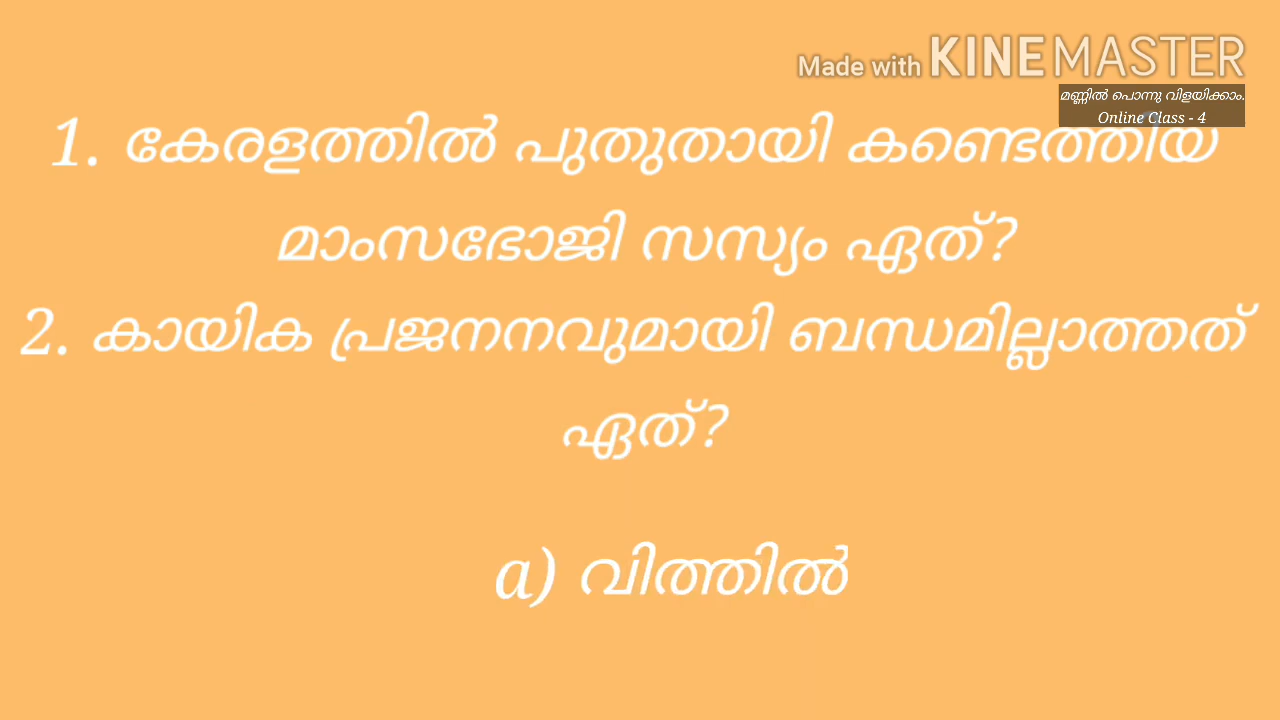 Made with KINEMASTER
മണ്ണിൽ പൊന്നു വിളയിക്കാം.
Online Class - 4
1. കേരളത്തിൽ പുതുതായി കണ്ടെത്തിയ
മാംസഭോജി സസ്യം ഏത്?
2. കായിക പ്രജനനവുമായി ബന്ധമില്ലാത്തത്
ഏത്?
a) വിത്തിൽ